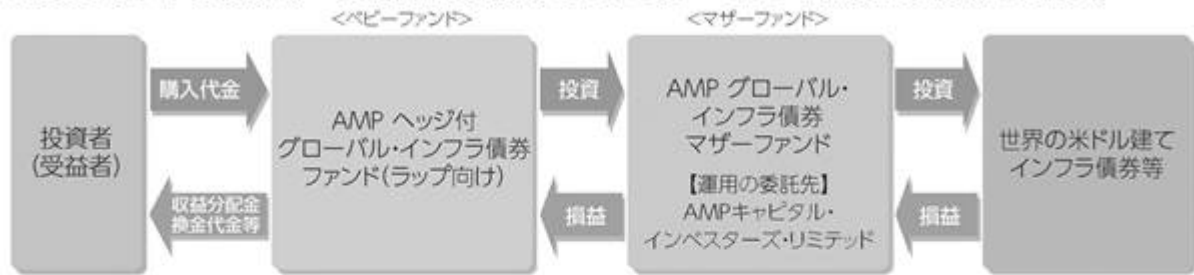 <ベビーファンド>
<マザーファンド>
投資者
(受益者)
購入代金
収益分配金
換金代金等
AMP ヘッジ付
グローバル・インフラ債券
ファンド(ラップ向け)
投資
損益
AMP グローバル・
インフラ債券
マザーファンド
【運用の委託先】
AMPキャピタル・
インベスターズ・リミテッド
投資
損益
世界の米ドル建て
インフラ債券等